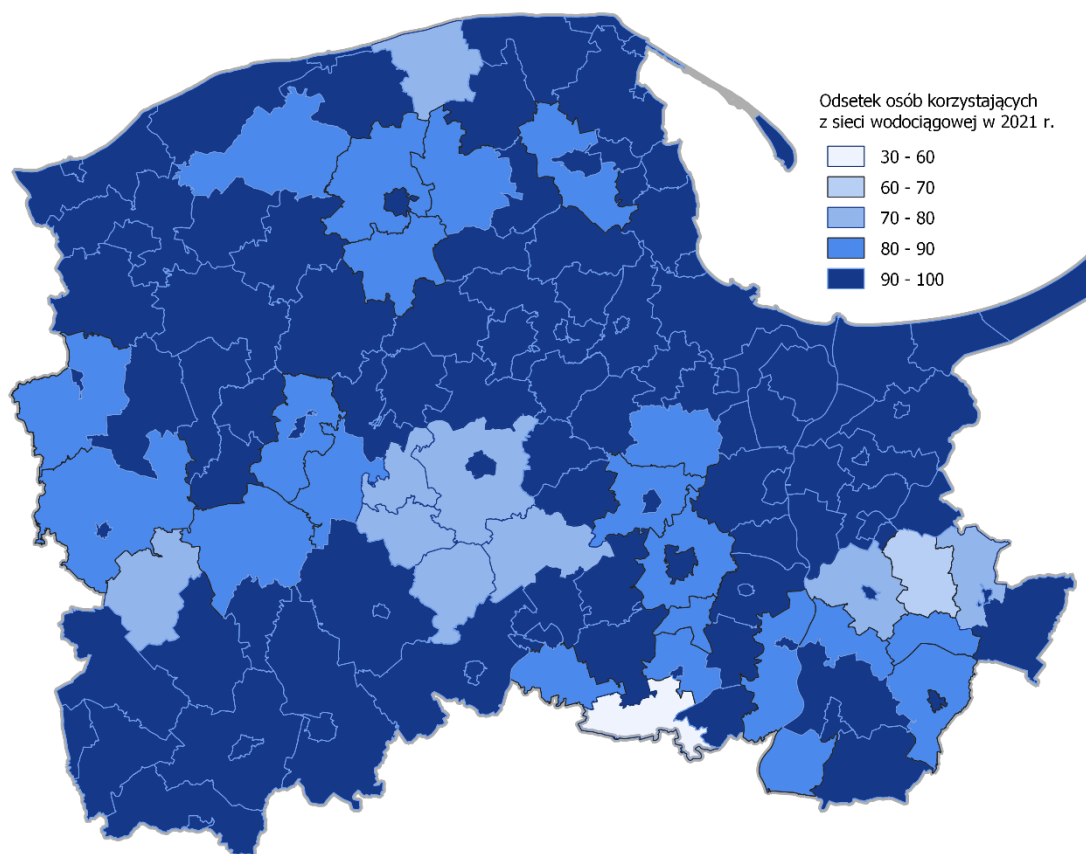 Odsetek osób korzystających
z sieci wodociągowej w 2021 r.
30 - 60
60 - 70
70 - 80
80 - 90
90 - 100